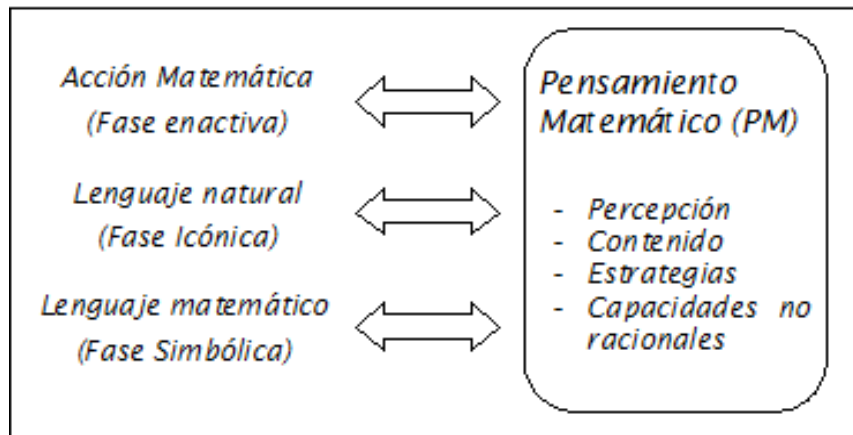 Acción Matemática
(Fase enactiva)
Lenguaje natural
(Fase Icónica)
Lenguaje matemático
(Fase Simbólica)
Pensamiento
Matemático (PM)
- Percepción
- Contenido
- Estrategias
- Capacidades no
racionales